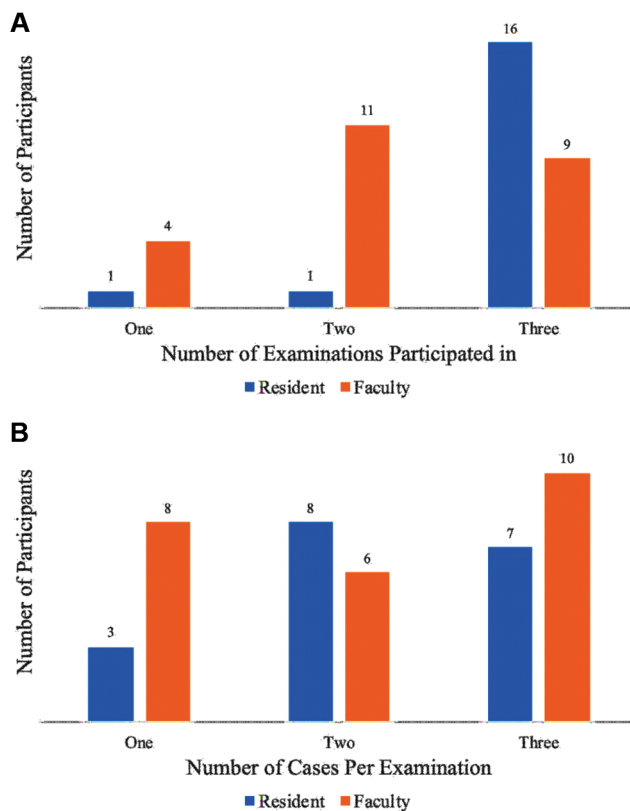 A
Number of Participants
16
11
9
4
1
1
One
Two
Three
Number of Examinations Participated in
Resident
Faculty
B
Number of Participants
10
8
8
7
6
3
One
Two
Three
Number of Cases Per Examination
Resident
Faculty